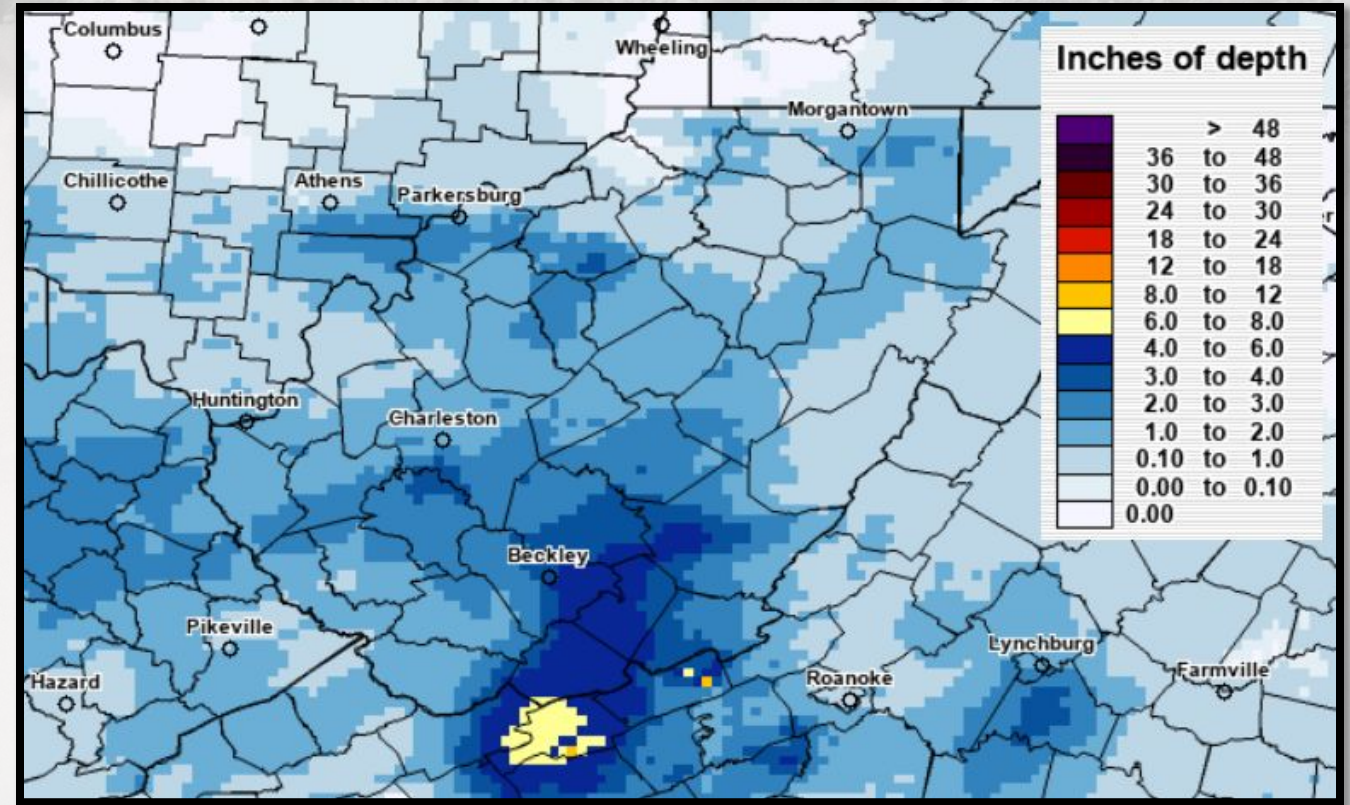 Columbus
Wheeling
Inches of depth
Morgantown
> 48
36 to 48
30 to 36
24 to 30
18 to 24
12 to 18
8.0 to 12
6.0 to 8.0
4.0 to 6.0
3.0 to 4.0
2.0 to 3.0
1.0 to 2.0
0.10 to 1.0
0.00 to 0.10
0.00
Chillicothe
Athens
Parkersburg
Huntington
Charleston
Beckley
Pikeville
Hazard
Roanoke
Lynchburg
Farmville